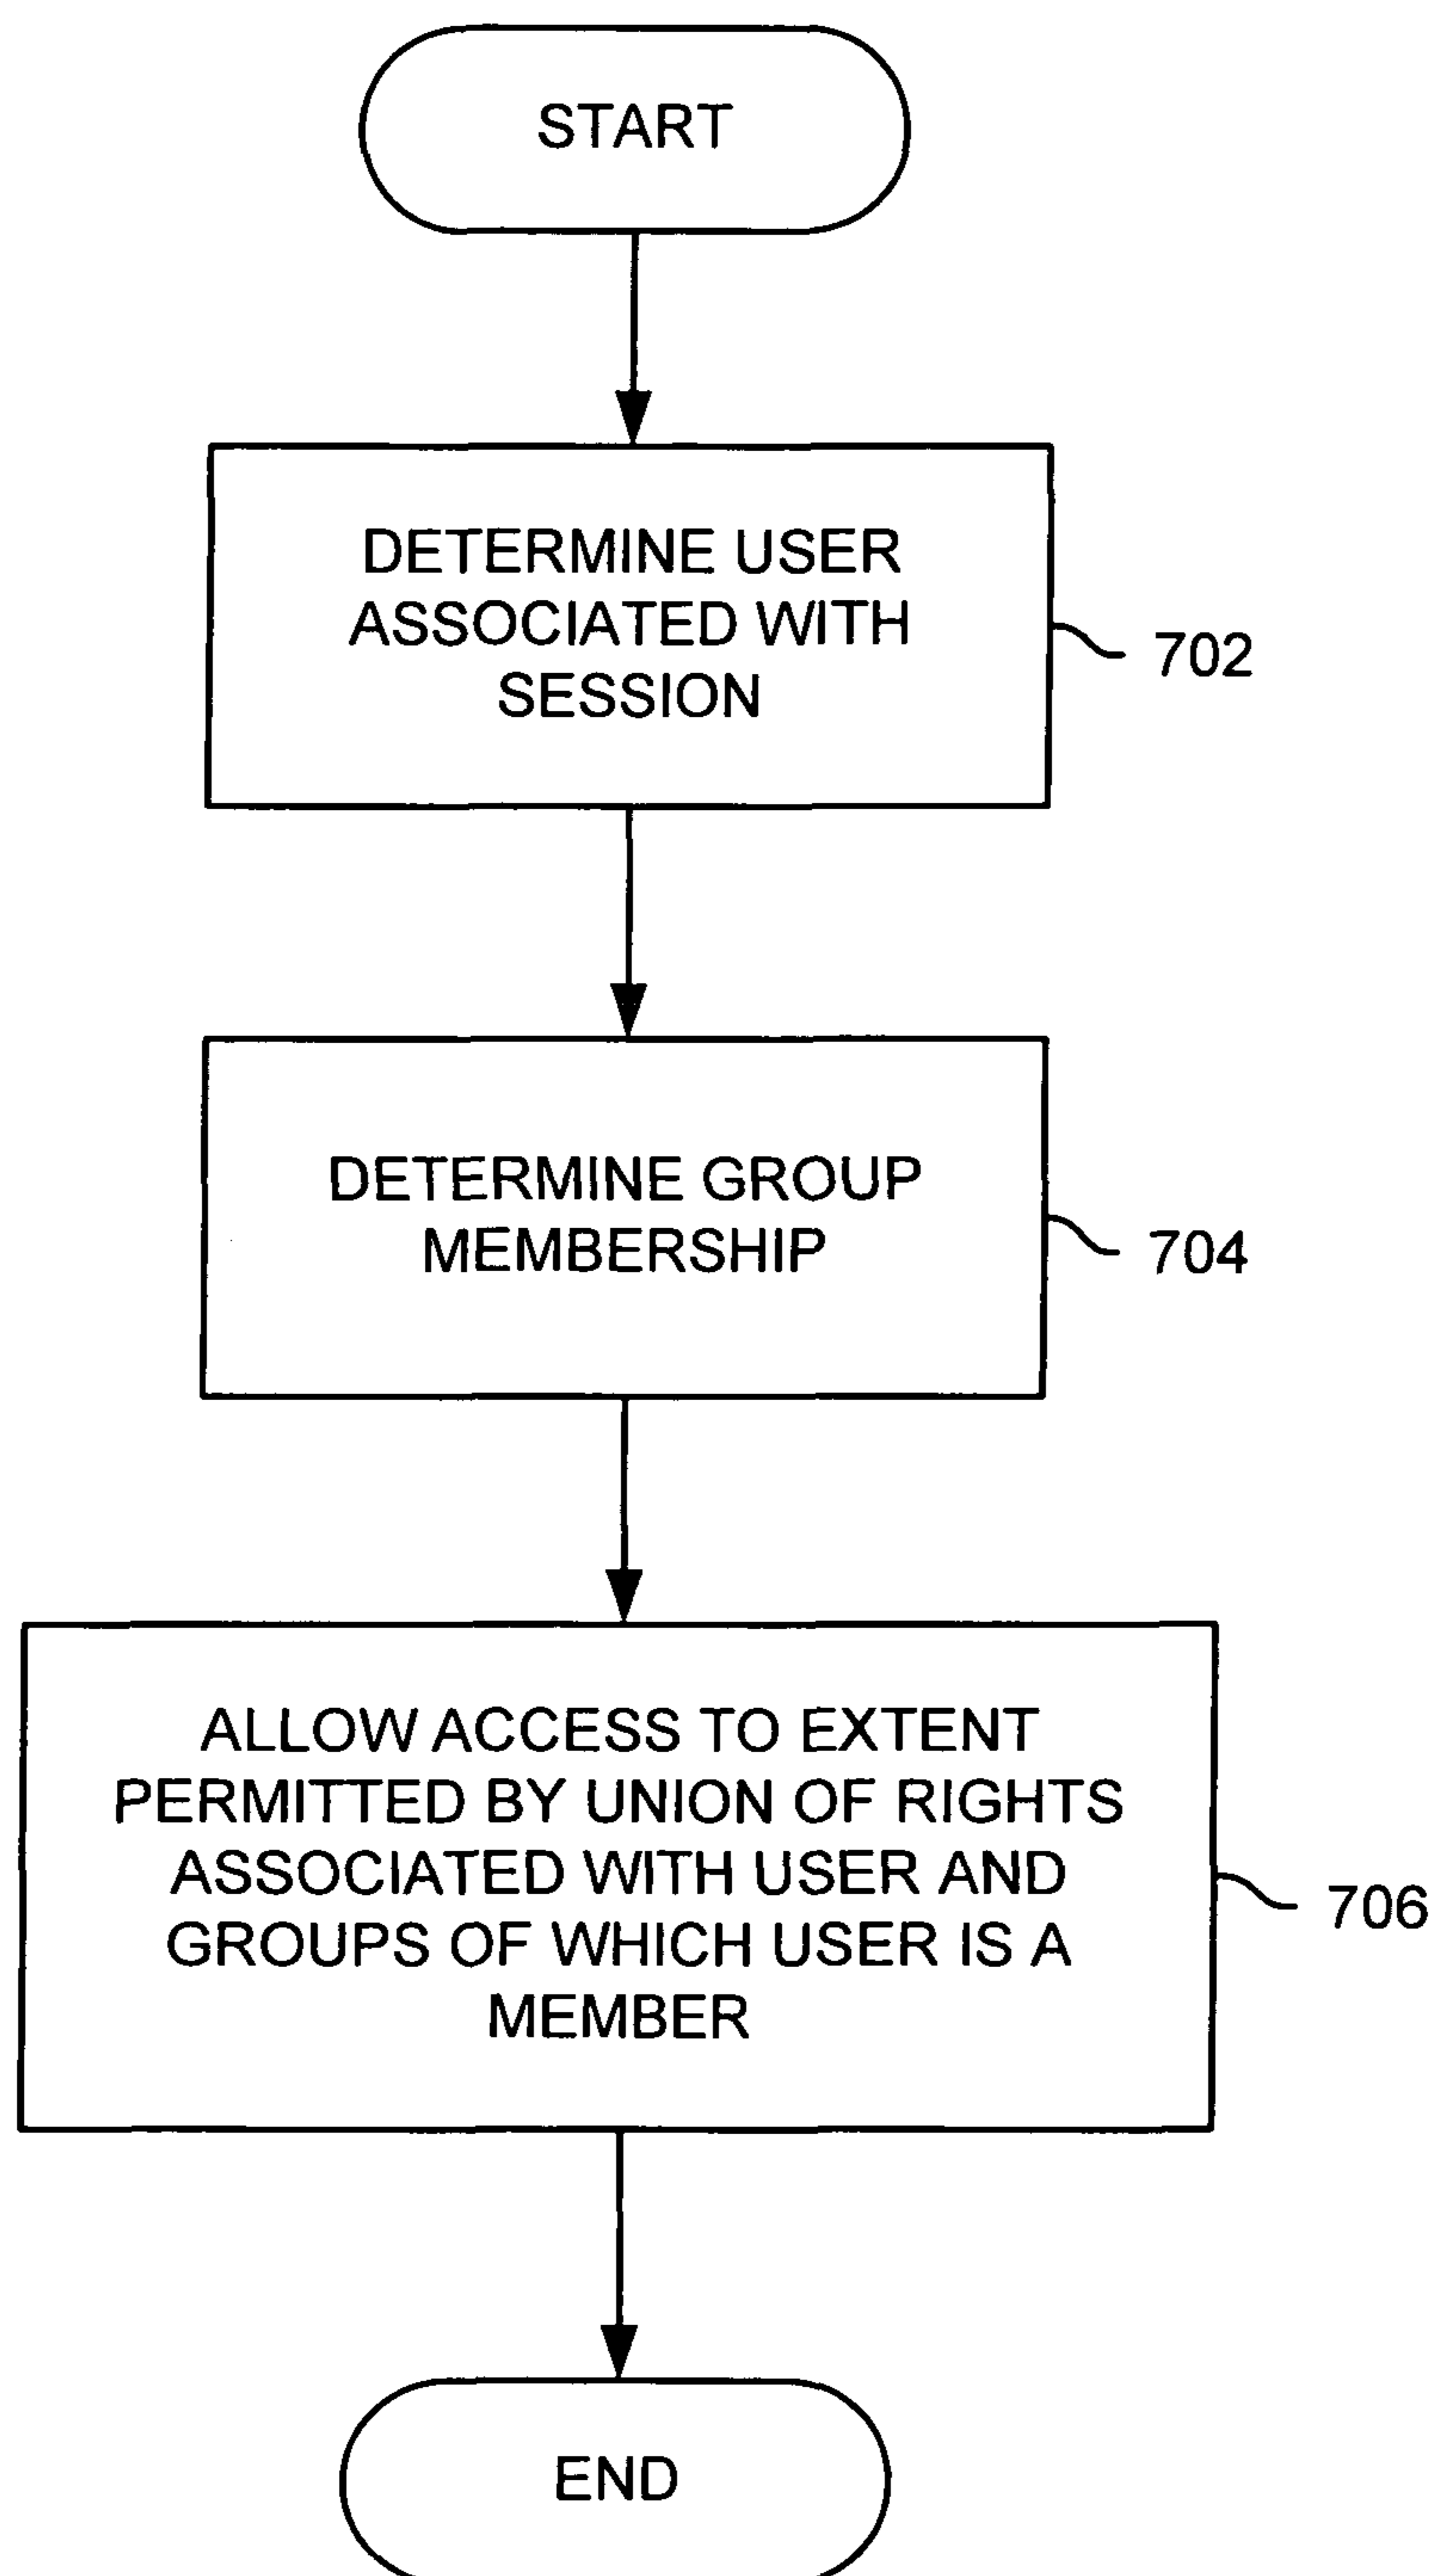 START
DETERMINE USER
ASSOCIATED WITH
SESSION
702
DETERMINE GROUP
MEMBERSHIP
704
ALLOW ACCESS TO EXTENT
PERMITTED BY UNION OF RIGHTS
ASSOCIATED WITH USER AND
GROUPS OF WHICH USER IS A
MEMBER
706
END